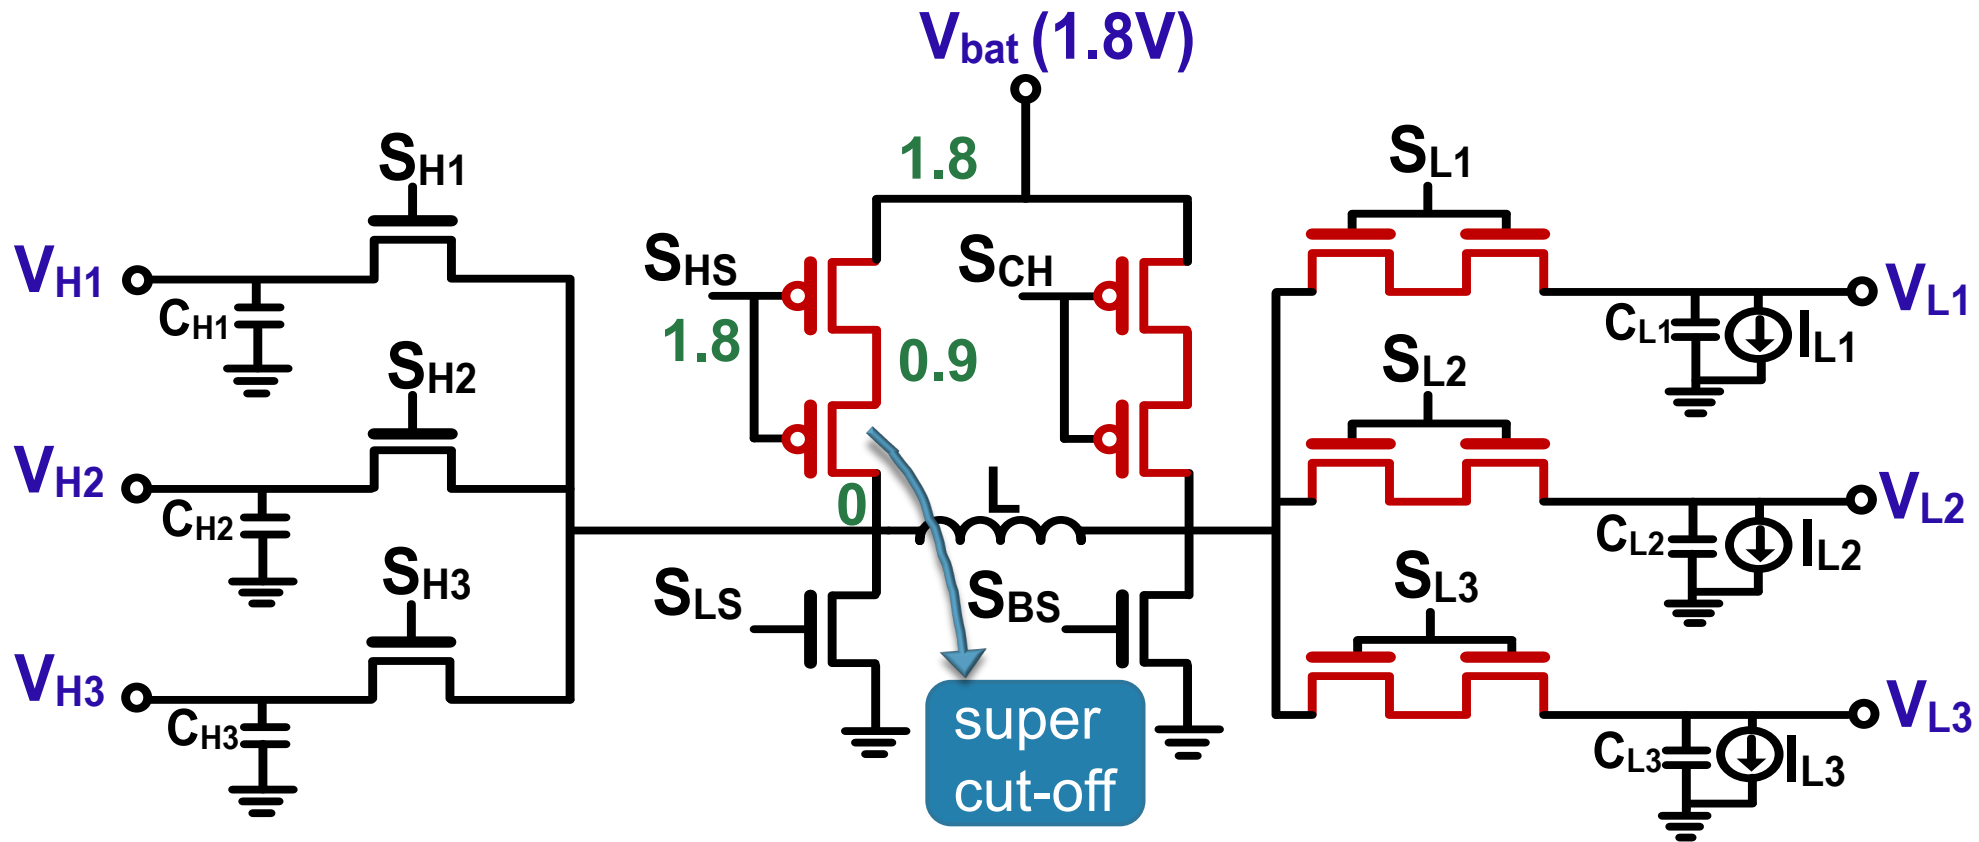 Vbat (1.8V)
1.8
SH1
SL1
VH1
CH1
SHS
SCH
VL1
CL1
IL1
1.8
0.9
SH2
SL2
VH2
CH2
0
L
VL2
CL2
IL2
SH3
SLS
SBS
SL3
VH3
CH3
VL3
CL3
IL3
super
cut-off